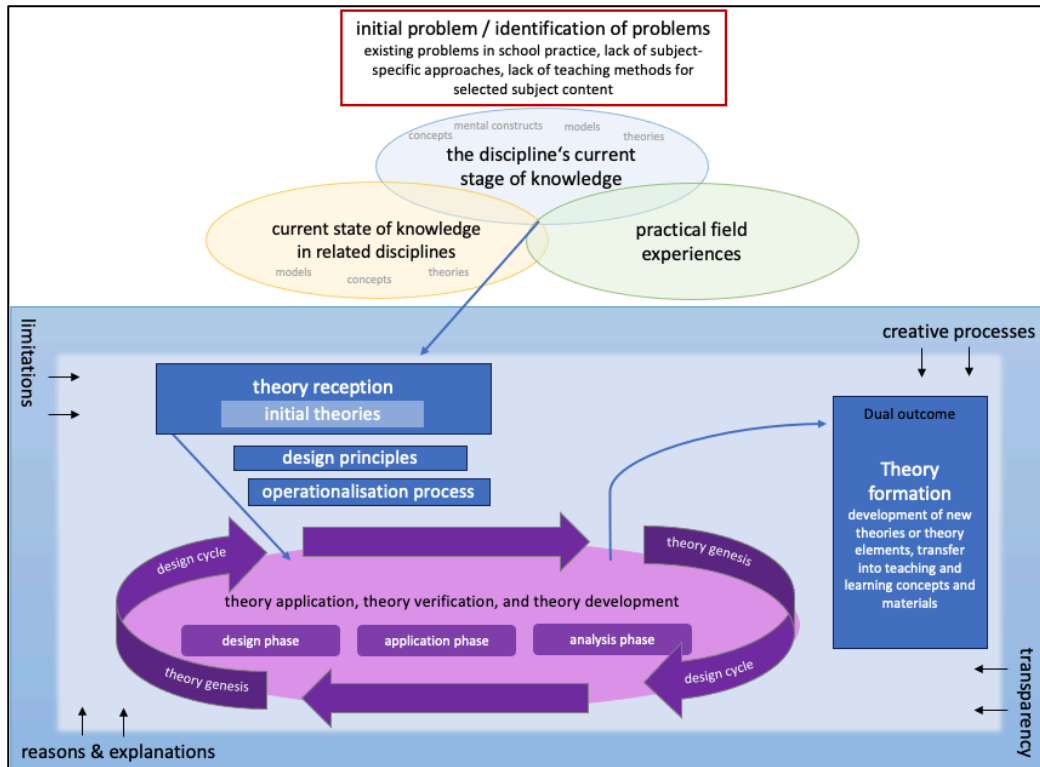 initial problem / identification of problems
existing problems in school practice, lack of subject-
specific approaches, lack of teaching methods for
selected subject content
concepts
mental constructs
models
theories
the discipline‘s current
stage of knowledge
current state of knowledge
in related disciplines
models
concepts
theories
practical field
experiences
limitations
creative processes
theory reception
initial theories
design principles
operationalisation process
Dual outcome
Theory
formation
development of new
theories or theory
elements, transfer
into teaching and
learning concepts and
materials
design cycle
theory genesis
theory application, theory verification, and theory development
design phase
application phase
analysis phase
theory genesis
design cycle
transparency
reasons & explanations